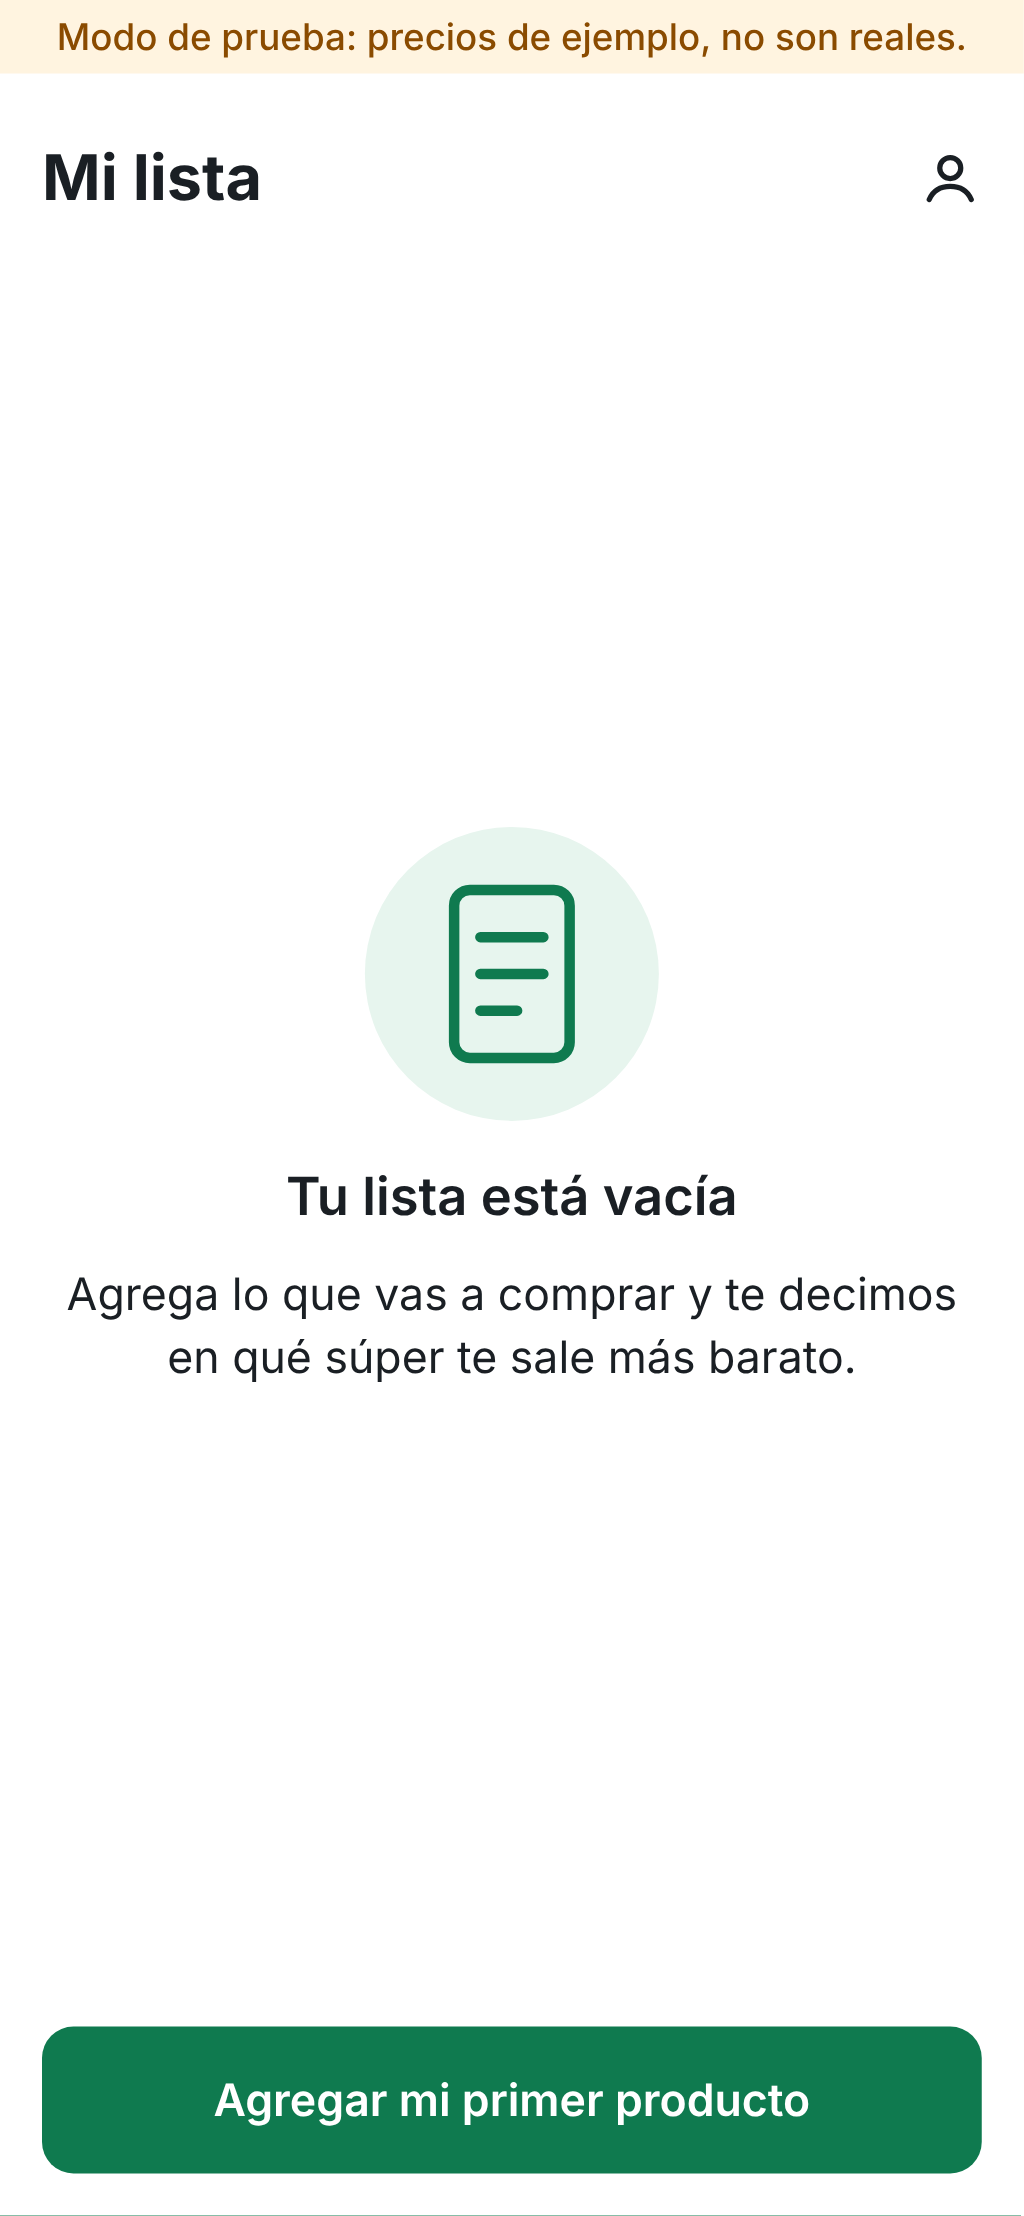 Modo de prueba: precios de ejemplo, no son reales.
Mi lista
Tu lista está vacía
Agrega lo que vas a comprar y te decimos
en qué súper te sale más barato.
Agregar mi primer producto